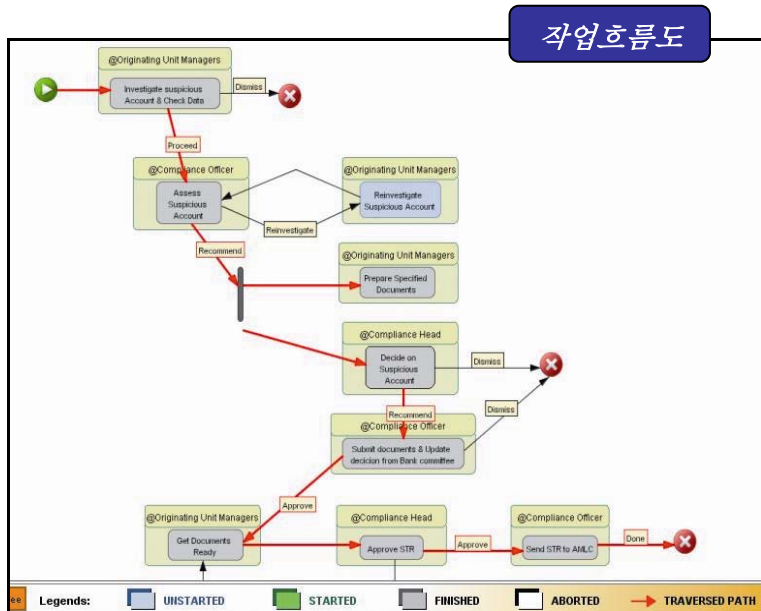 작업흐름도
@Originating Unit Managers
Investigate suspicious
Account & Check Data
Dismiss
Proceed
@Compliance Officer
Assess
Suspicious
Account
@Originating Unit Managers
Reinvestigate
Suspicious Account
Reinvestigate
Recommend
@Originating Unit Managers
Prepare Specified
Documents
@Compliance Head
Decide on
Suspicious
Account
Dismiss
Recommend
Dismiss
@Compliance Officer
Submit documents & Update
decicion from Bank committee
Approve
@Originating Unit Managers
Get Documents
Ready
@Compliance Head
Approve STR
Approve
@Compliance Officer
Send STR to AMLC
Done
ee
Legends:
UNSTARTED
STARTED
FINISHED
ABORTED
TRAVERSED PATH